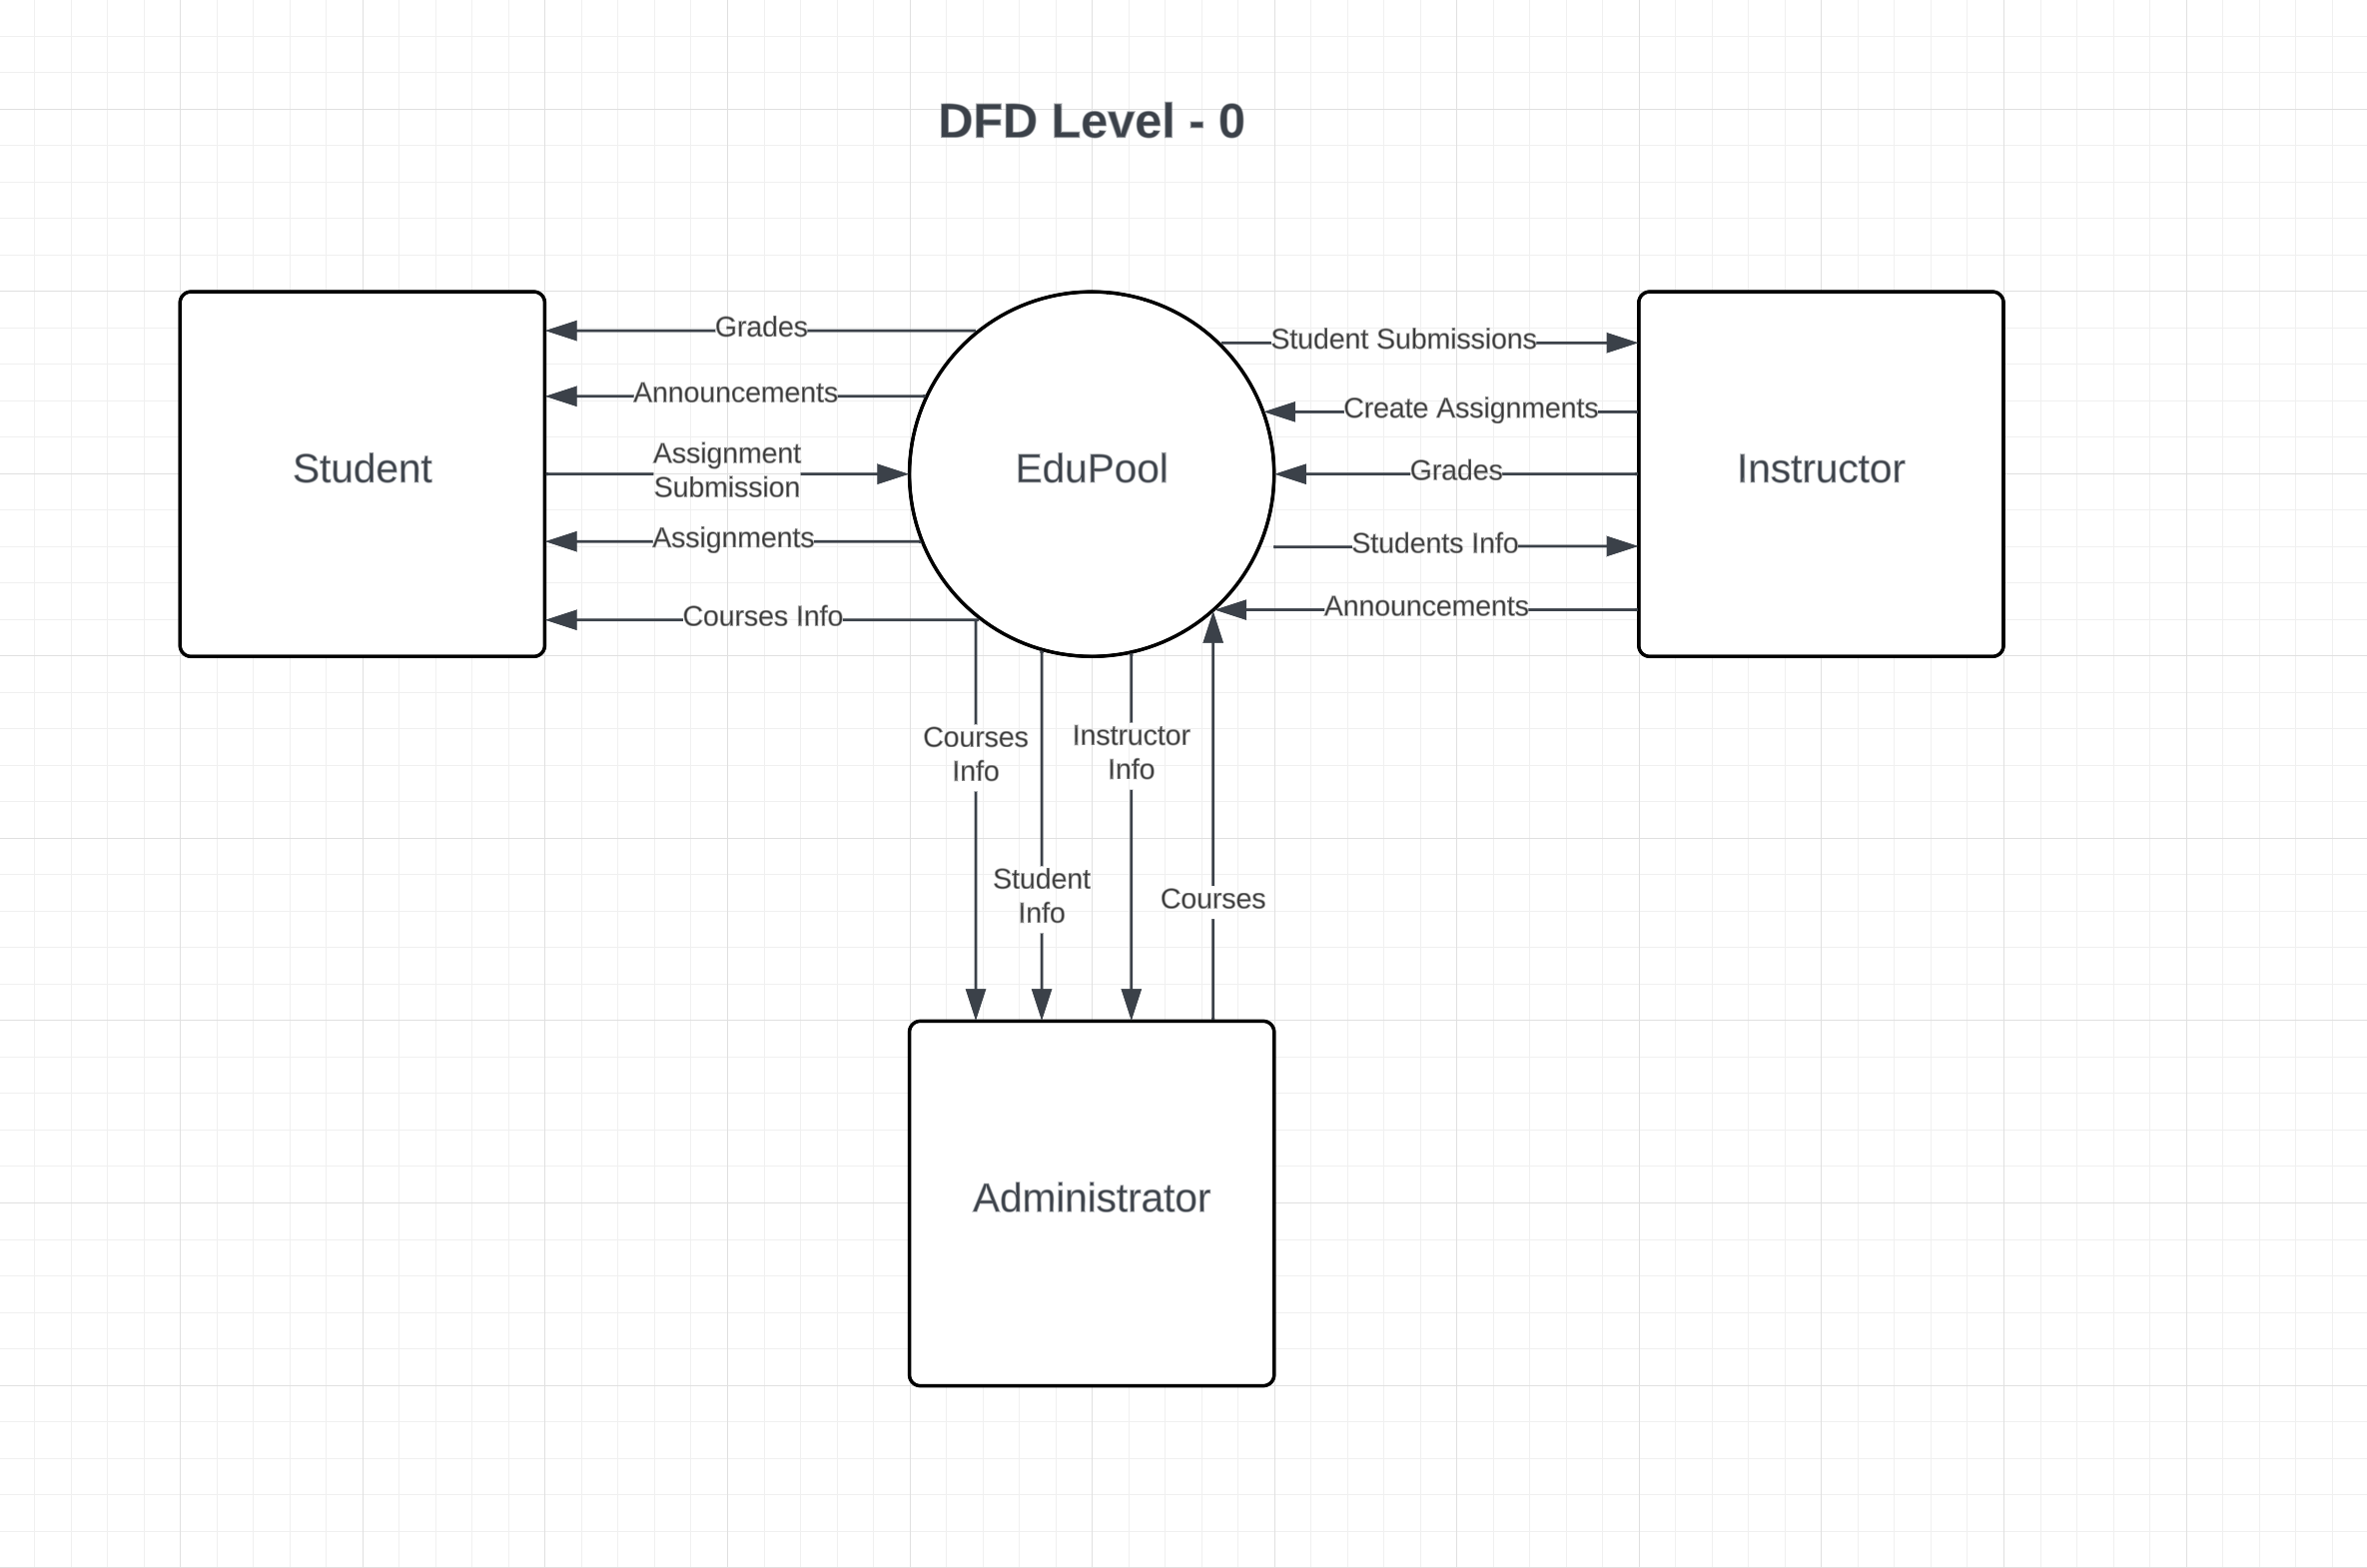 DFD Level - 0
Grades
Student Submissions
Announcements
Create Assignments
Student
Assignment
Submission
EduPool
Grades
Instructor
Assignments
Students Info
Courses Info
Announcements
Courses
Info
Instructor
Info
Student
Info
Courses
Administrator